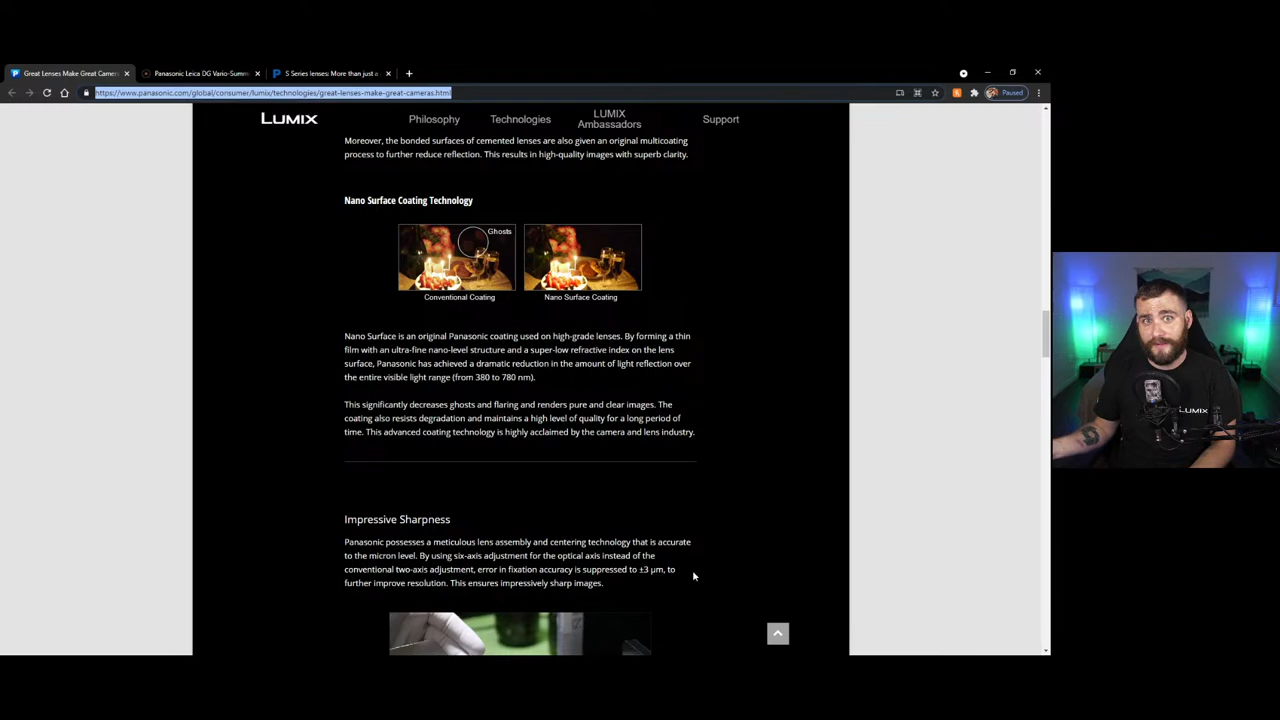 Great Lenses Make Great Camer
Panasonic Leica DG Vario-Summ
S Series lenses: More than just a
https://www.panasonic.com/global/consumer/lumix/technologies/great-lenses-make-great-cameras.html
Paused
LUMIX
Philosophy
Technologies
LUMIX
Ambassadors
Support
Moreover, the bonded surfaces of cemented lenses are also given an original multicoating
process to further reduce reflection. This results in high-quality images with superb clarity.
Nano Surface Coating Technology
Ghosts
Conventional Coating
Nano Surface Coating
Nano Surface is an original Panasonic coating used on high-grade lenses. By forming a thin
film with an ultra-fine nano-level structure and a super-low refractive index on the lens
surface, Panasonic has achieved a dramatic reduction in the amount of light reflection over
the entire visible light range (from 380 to 780 nm).
This significantly decreases ghosts and flaring and renders pure and clear images. The
coating also resists degradation and maintains a high level of quality for a long period of
time. This advanced coating technology is highly acclaimed by the camera and lens industry.
Impressive Sharpness
Panasonic possesses a meticulous lens assembly and centering technology that is accurate
to the micron level. By using six-axis adjustment for the optical axis instead of the
conventional two-axis adjustment, error in fixation accuracy is suppressed to ±3 μm, to
further improve resolution. This ensures impressively sharp images.
LUMIX